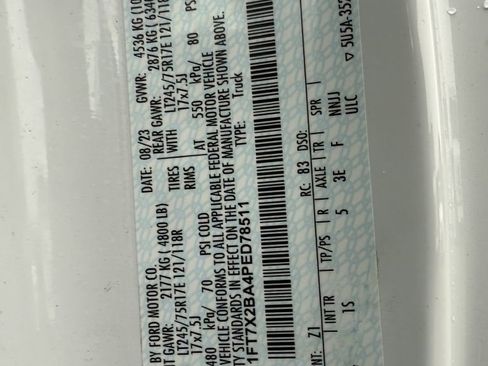 BY FORD MOTOR CO. DATE: 08/23 GVWR: 4536 KG (10
T GAWR: 2177 KG ( 4800 LB) REAR GAWR: 2876 KG ( 634
LT245/75R17E 121/118R TIRES WITH LT245/75R17E 121/118
17x7.5J RIMS 17x7.5J
480 kPa/ 70 PSI COLD AT 550 kPa/ 80 PS
VEHICLE CONFORMS TO ALL APPLICABLE FEDERAL MOTOR VEHICLE
TY STANDARDS IN EFFECT ON THE DATE OF MANUFACTURE SHOWN ABOVE.
1FT7X2BA4PED78511 TYPE: Truck
NT: Z1 RC: 83 DSO:
INT TR TP/PS R AXLE TR SPR
1S 5 3E F NNJJ
ULC
▽ 5U5A-352